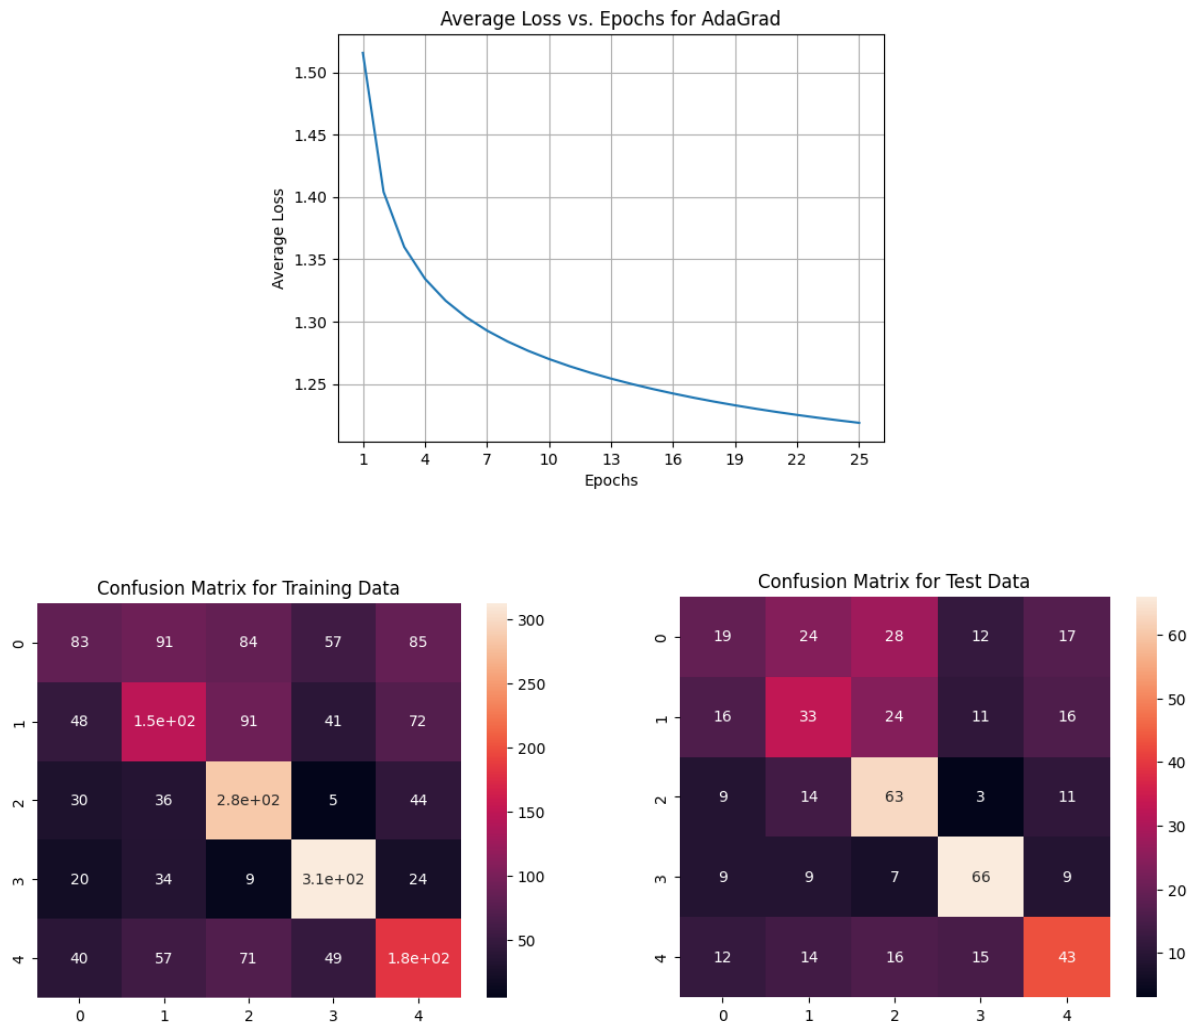 Average Loss vs. Epochs for AdaGrad
1.50
1.45
1.40
1.35
1.30
1.25
Average Loss
1 4 7 10 13 16 19 22 25
Epochs
Confusion Matrix for Training Data
0 83 91 84 57 85
1 48 1.5e+02 91 41 72
2 30 36 2.8e+02 5 44
3 20 34 9 3.1e+02 24
4 40 57 71 49 1.8e+02
0 1 2 3 4
300
250
200
150
100
50
Confusion Matrix for Test Data
0 19 24 28 12 17
1 16 33 24 11 16
2 9 14 63 3 11
3 9 9 7 66 9
4 12 14 16 15 43
0 1 2 3 4
60
50
40
30
20
10